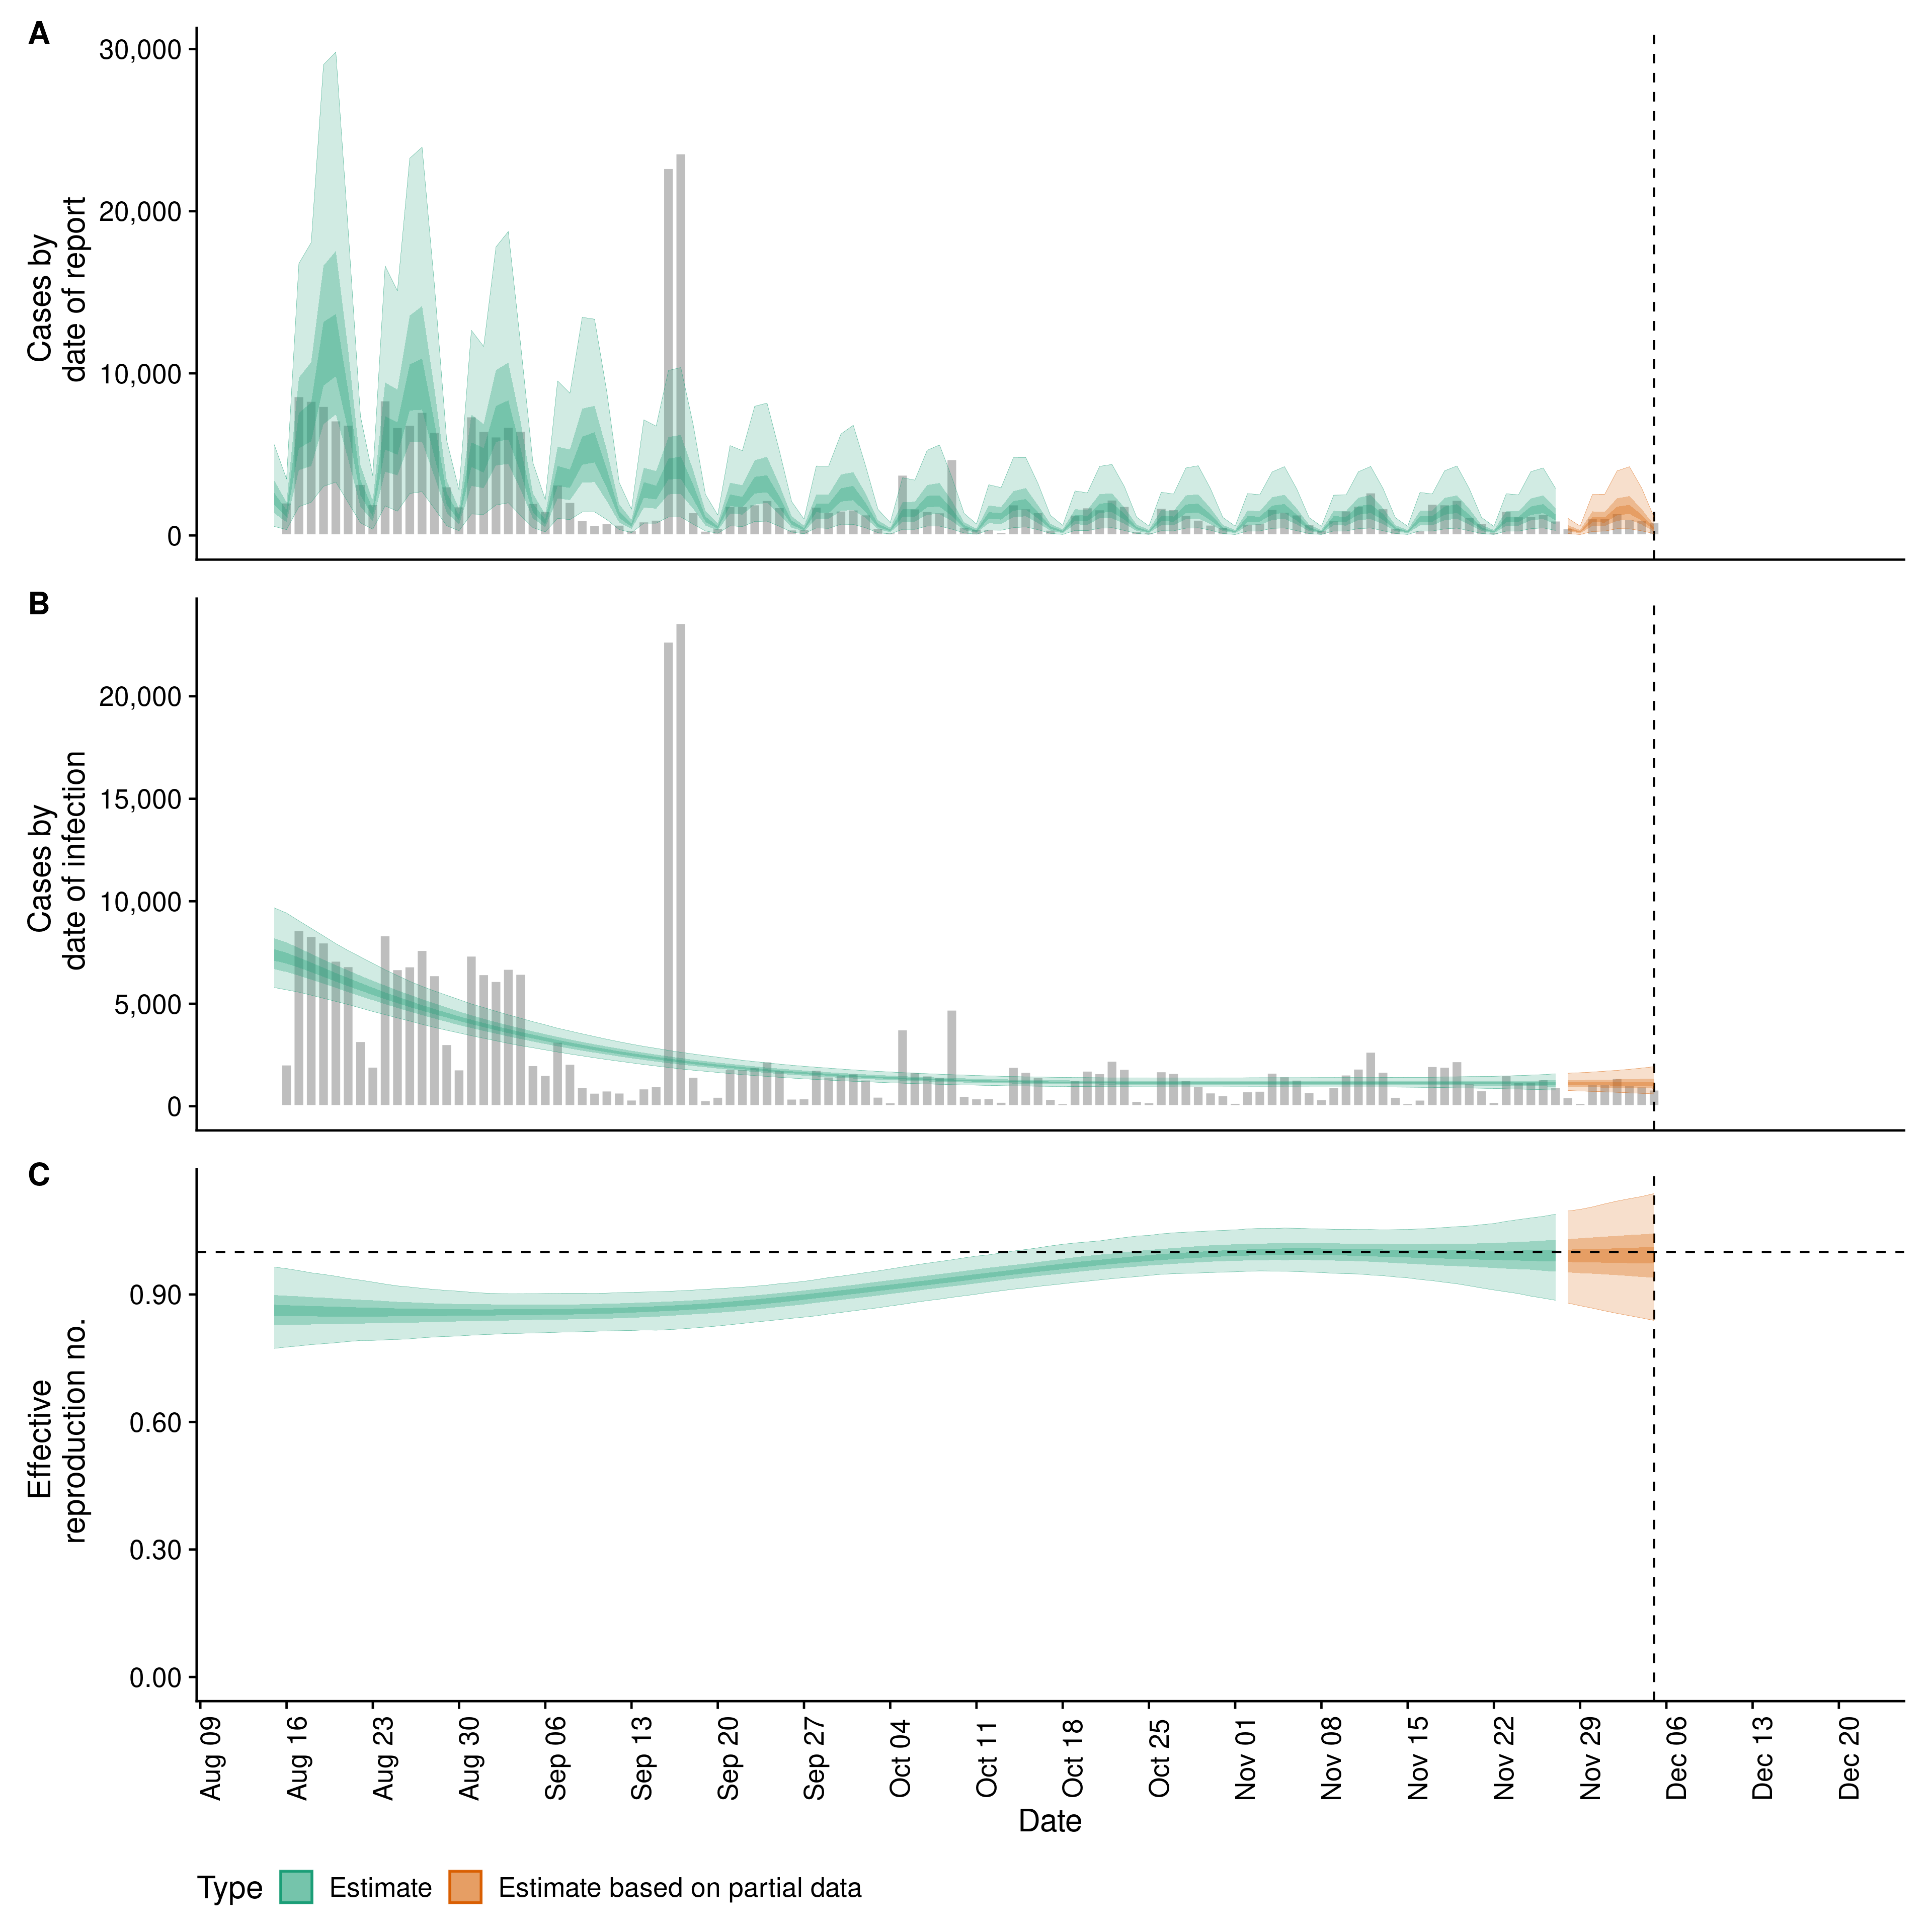 A
30,000
20,000
10,000
0
Cases by
date of report
B
20,000
15,000
10,000
5,000
0
Cases by
date of infection
C
0.90
0.60
0.30
0.00
Effective
reproduction no.
Aug 09
Aug 16
Aug 23
Aug 30
Sep 06
Sep 13
Sep 20
Sep 27
Oct 04
Oct 11
Oct 18
Oct 25
Nov 01
Nov 08
Nov 15
Nov 22
Nov 29
Dec 06
Dec 13
Dec 20
Date
Type Estimate Estimate based on partial data